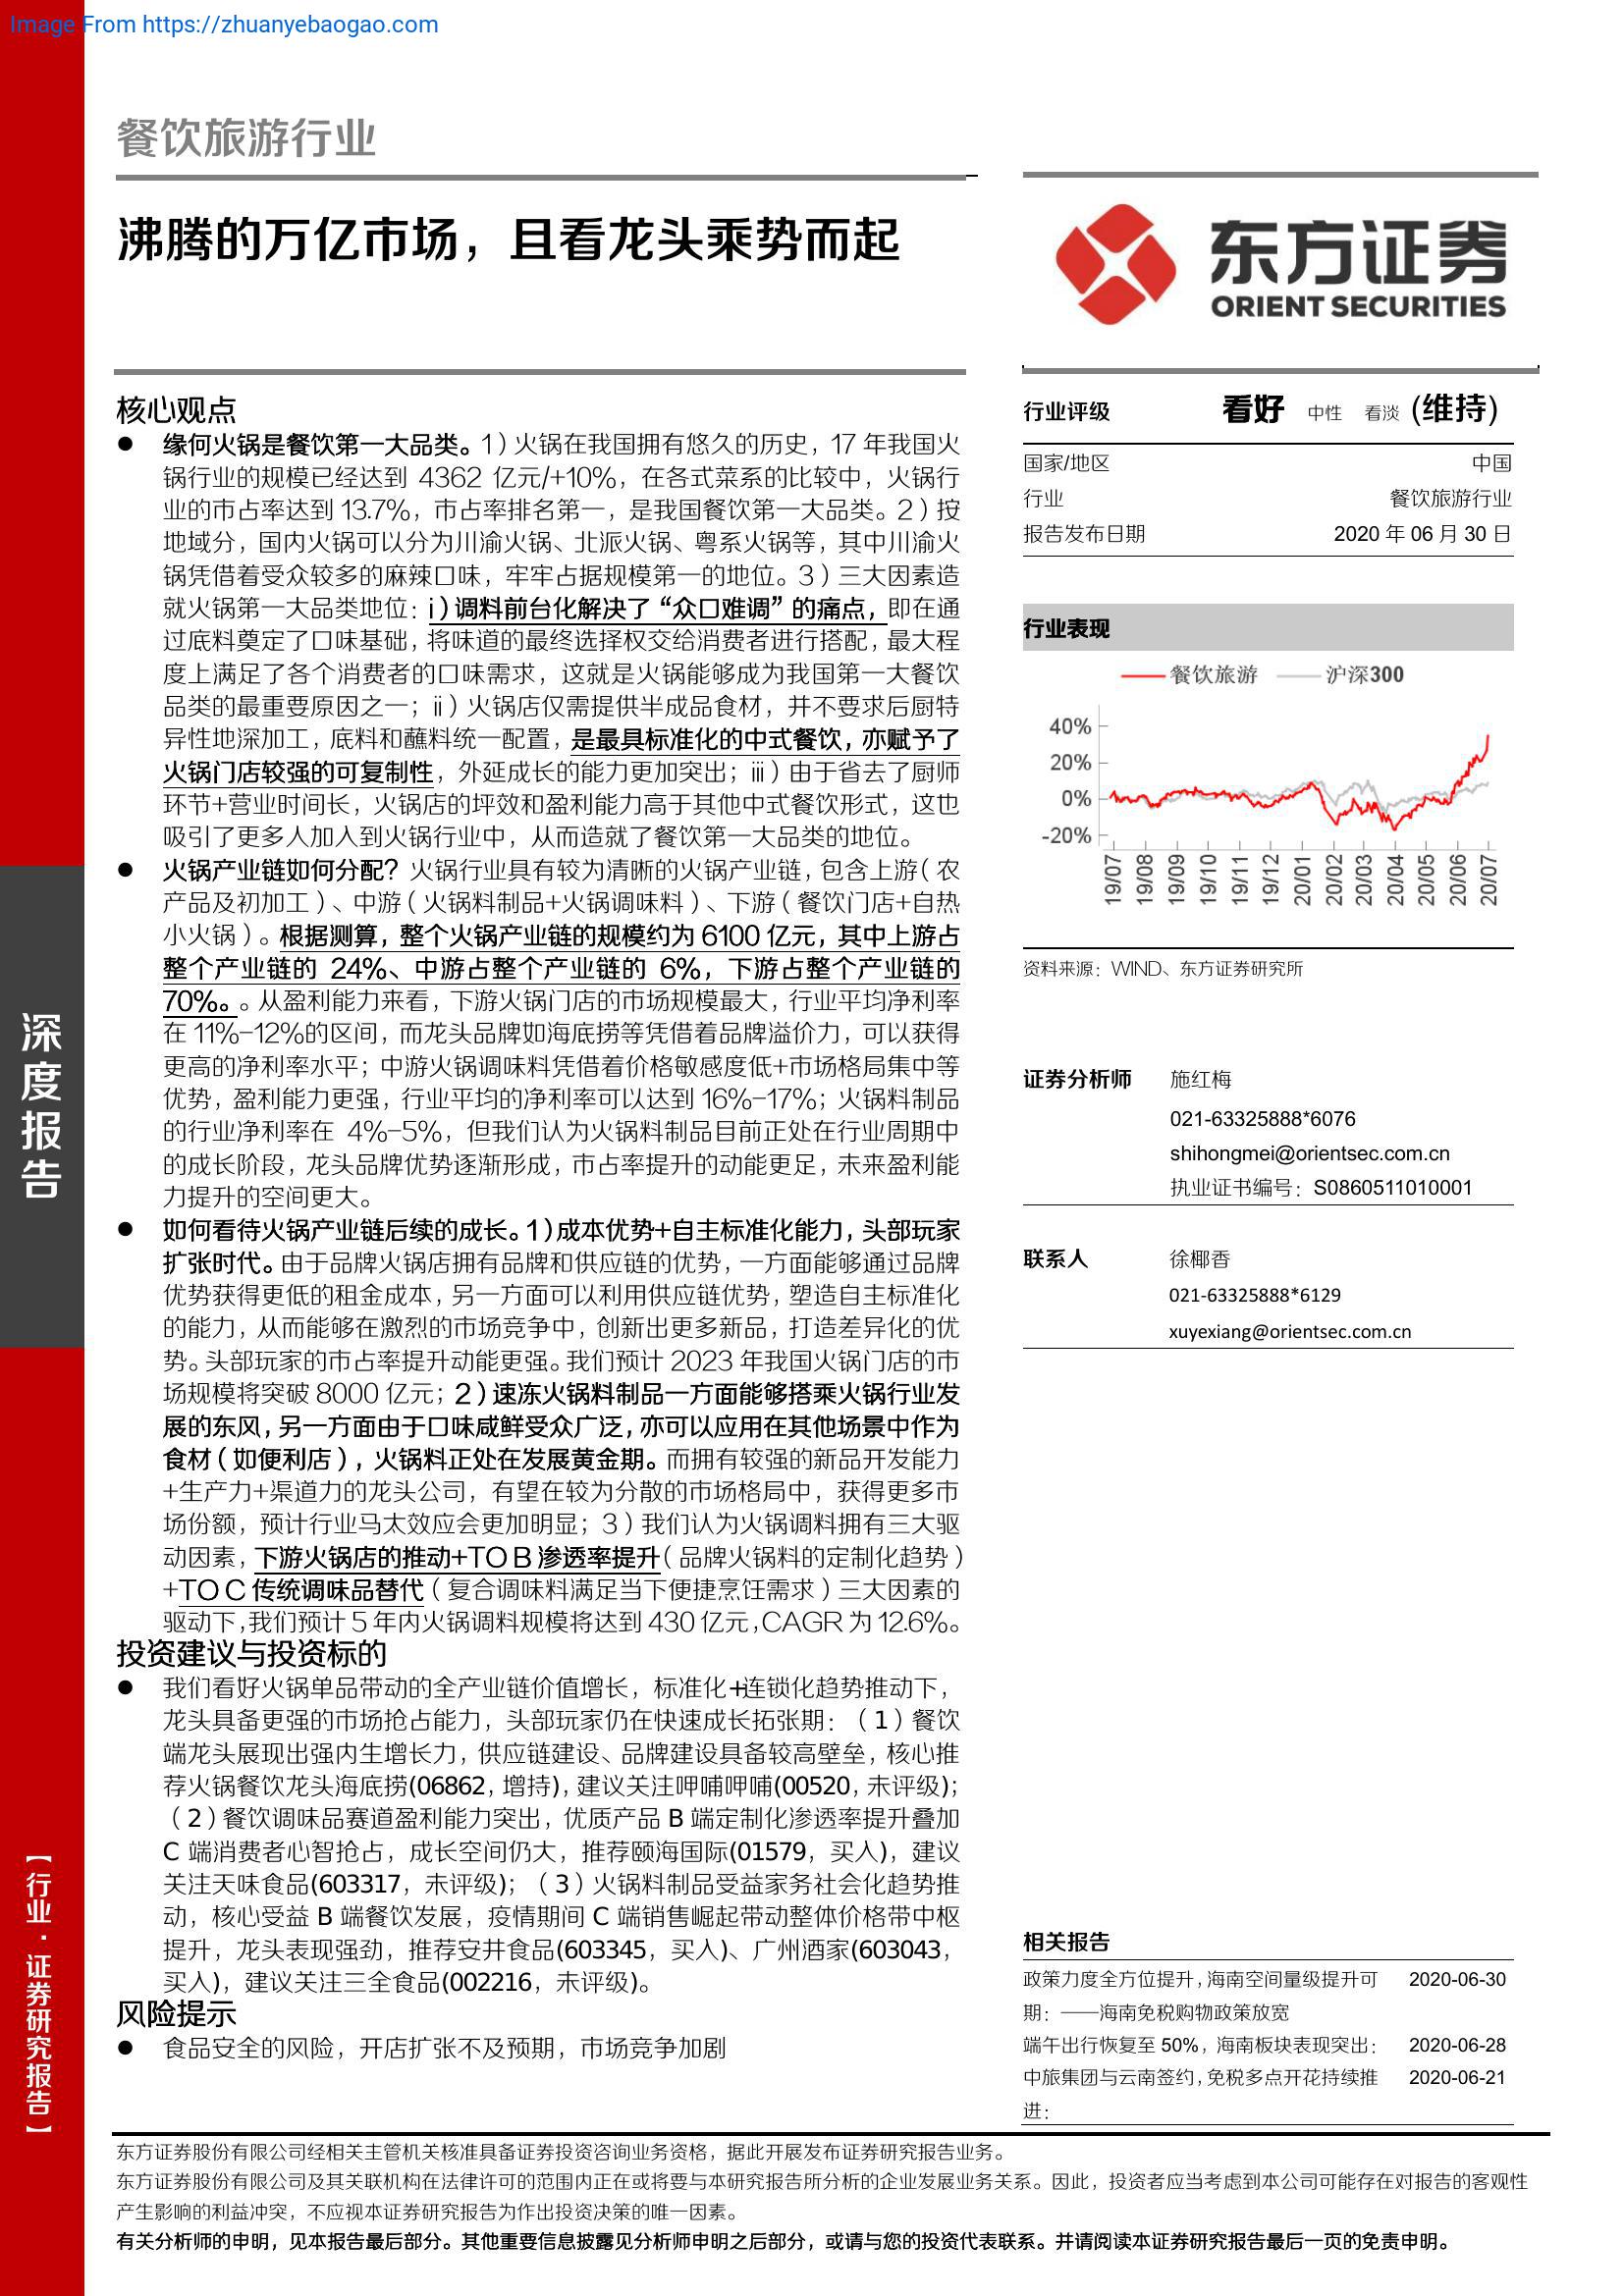 Image From https://zhuanyebaogao.com
餐饮旅游行业
沸腾的万亿市场，且看龙头乘势而起
东方证券
ORIENT SECURITIES
核心观点
● 缘何火锅是餐饮第一大品类。1）火锅在我国拥有悠久的历史，17 年我国火
锅行业的规模已经达到 4362 亿元/+10%，在各式菜系的比较中，火锅行
业的市占率达到 13.7%，市占率排名第一，是我国餐饮第一大品类。2）按
地域分，国内火锅可以分为川渝火锅、北派火锅、粤系火锅等，其中川渝火
锅凭借着受众较多的麻辣口味，牢牢占据规模第一的地位。3）三大因素造
就火锅第一大品类地位：i）调料前台化解决了“众口难调”的痛点，即在通
过底料奠定了口味基础，将味道的最终选择权交给消费者进行搭配，最大程
度上满足了各个消费者的口味需求，这就是火锅能够成为我国第一大餐饮
品类的最重要原因之一；ii）火锅店仅需提供半成品食材，并不要求后厨特
异性地深加工，底料和蘸料统一配置，是最具标准化的中式餐饮，亦赋予了
火锅门店较强的可复制性，外延成长的能力更加突出；iii）由于省去了厨师
环节+营业时间长，火锅店的坪效和盈利能力高于其他中式餐饮形式，这也
吸引了更多人加入到火锅行业中，从而造就了餐饮第一大品类的地位。
● 火锅产业链如何分配？火锅行业具有较为清晰的火锅产业链，包含上游（农
产品及初加工）、中游（火锅料制品+火锅调味料）、下游（餐饮门店+自热
小火锅）。根据测算，整个火锅产业链的规模约为 6100 亿元，其中上游占
整个产业链的 24%、中游占整个产业链的 6%，下游占整个产业链的
70%。。从盈利能力来看，下游火锅门店的市场规模最大，行业平均净利率
在 11%-12%的区间，而龙头品牌如海底捞等凭借着品牌溢价力，可以获得
更高的净利率水平；中游火锅调味料凭借着价格敏感度低+市场格局集中等
优势，盈利能力更强，行业平均的净利率可以达到 16%-17%；火锅料制品
的行业净利率在 4%-5%，但我们认为火锅料制品目前正处在行业周期中
的成长阶段，龙头品牌优势逐渐形成，市占率提升的动能更足，未来盈利能
力提升的空间更大。
● 如何看待火锅产业链后续的成长。1）成本优势+自主标准化能力，头部玩家
扩张时代。由于品牌火锅店拥有品牌和供应链的优势，一方面能够通过品牌
优势获得更低的租金成本，另一方面可以利用供应链优势，塑造自主标准化
的能力，从而能够在激烈的市场竞争中，创新出更多新品，打造差异化的优
势。头部玩家的市占率提升动能更强。我们预计 2023 年我国火锅门店的市
场规模将突破 8000 亿元；2）速冻火锅料制品一方面能够搭乘火锅行业发
展的东风，另一方面由于口味咸鲜受众广泛，亦可以应用在其他场景中作为
食材（如便利店），火锅料正处在发展黄金期。而拥有较强的新品开发能力
+生产力+渠道力的龙头公司，有望在较为分散的市场格局中，获得更多市
场份额，预计行业马太效应会更加明显；3）我们认为火锅调料拥有三大驱
动因素，下游火锅店的推动+TO B 渗透率提升（品牌火锅料的定制化趋势）
+TO C 传统调味品替代（复合调味料满足当下便捷烹饪需求）三大因素的
驱动下，我们预计 5 年内火锅调料规模将达到 430 亿元，CAGR 为 12.6%。
投资建议与投资标的
● 我们看好火锅单品带动的全产业链价值增长，标准化+连锁化趋势推动下，
龙头具备更强的市场抢占能力，头部玩家仍在快速成长拓张期：（1）餐饮
端龙头展现出强内生增长力，供应链建设、品牌建设具备较高壁垒，核心推
荐火锅餐饮龙头海底捞(06862，增持)，建议关注呷哺呷哺(00520，未评级)；
（2）餐饮调味品赛道盈利能力突出，优质产品 B 端定制化渗透率提升叠加
C 端消费者心智抢占，成长空间仍大，推荐颐海国际(01579，买入)，建议
关注天味食品(603317，未评级)；（3）火锅料制品受益家务社会化趋势推
动，核心受益 B 端餐饮发展，疫情期间 C 端销售崛起带动整体价格带中枢
提升，龙头表现强劲，推荐安井食品(603345，买入)、广州酒家(603043，
买入)，建议关注三全食品(002216，未评级)。
风险提示
● 食品安全的风险，开店扩张不及预期，市场竞争加剧
行业评级 看好 中性 看淡 (维持)
国家/地区 中国
行业 餐饮旅游行业
报告发布日期 2020 年 06 月 30 日
行业表现
餐饮旅游 沪深300
40%
20%
0%
-20%
19/07 19/08 19/09 19/10 19/11 19/12 20/01 20/02 20/03 20/04 20/05 20/06 20/07
资料来源：WIND、东方证券研究所
证券分析师 施红梅
021-63325888*6076
shihongmei@orientsec.com.cn
执业证书编号：S0860511010001
联系人 徐椰香
021-63325888*6129
xuyexiang@orientsec.com.cn
相关报告
政策力度全方位提升，海南空间量级提升可 2020-06-30
期：——海南免税购物政策放宽
端午出行恢复至 50%，海南板块表现突出： 2020-06-28
中旅集团与云南签约，免税多点开花持续推 2020-06-21
进：
深度报告
【行业·证券研究报告】
东方证券股份有限公司经相关主管机关核准具备证券投资咨询业务资格，据此开展发布证券研究报告业务。
东方证券股份有限公司及其关联机构在法律许可的范围内正在或将要与本研究报告所分析的企业发展业务关系。因此，投资者应当考虑到本公司可能存在对报告的客观性
产生影响的利益冲突，不应视本证券研究报告为作出投资决策的唯一因素。
有关分析师的申明，见本报告最后部分。其他重要信息披露见分析师申明之后部分，或请与您的投资代表联系。并请阅读本证券研究报告最后一页的免责申明。